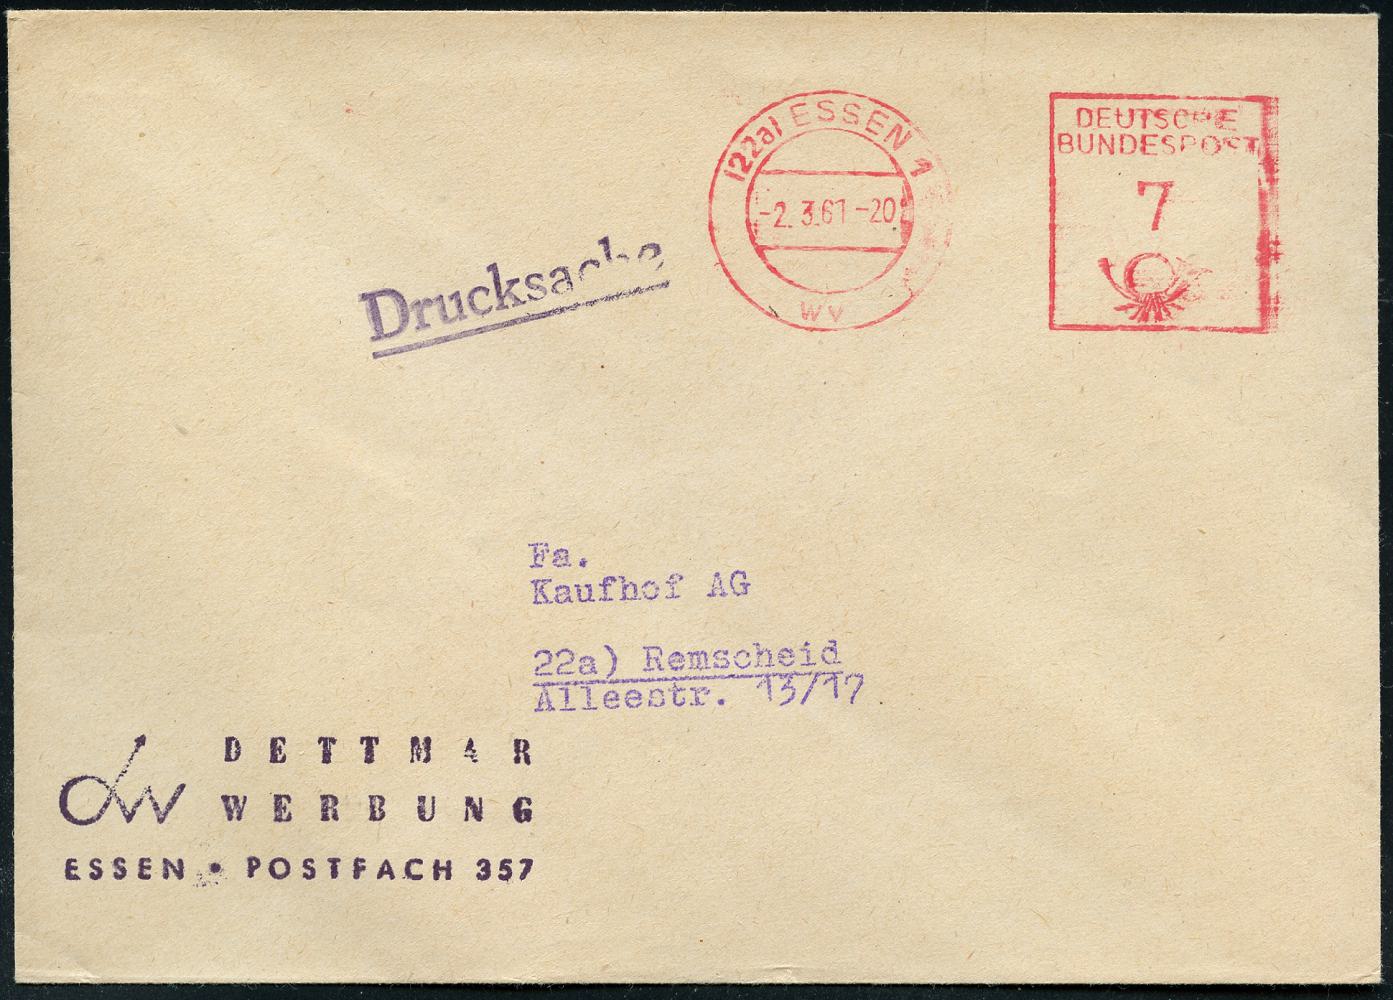 (22a) ESSEN 1
-2. 3.61-20
wv
DEUTSCHE
BUNDESPOST
7
Drucksache
Fa.
Kaufhof AG
22a) Remscheid
Alleestr. 13/17
DETTMAR
WERBUNG
ESSEN • POSTFACH 357